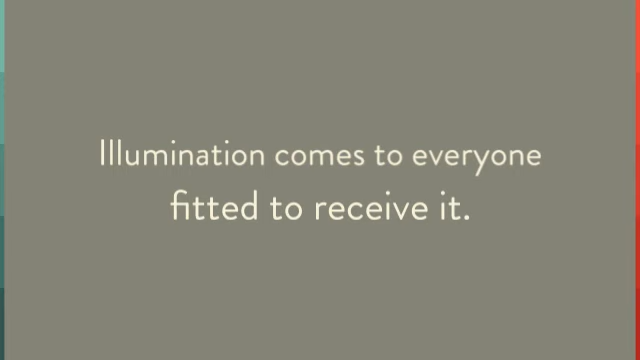 Illumination comes to everyone
fitted to receive it.